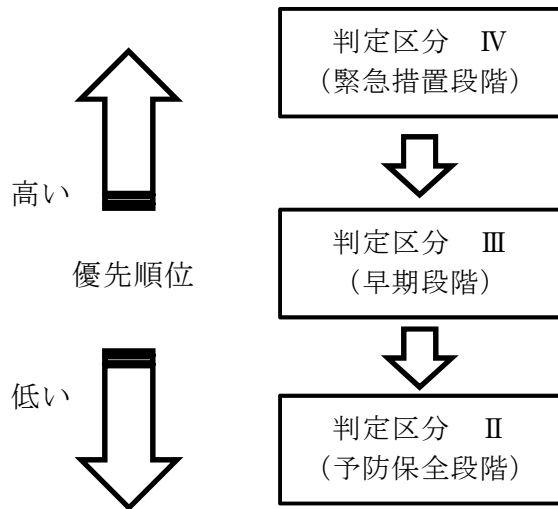 判定区分 Ⅳ
(緊急措置段階)
高い
判定区分 Ⅲ
(早期段階)
優先順位
低い
判定区分 Ⅱ
(予防保全段階)